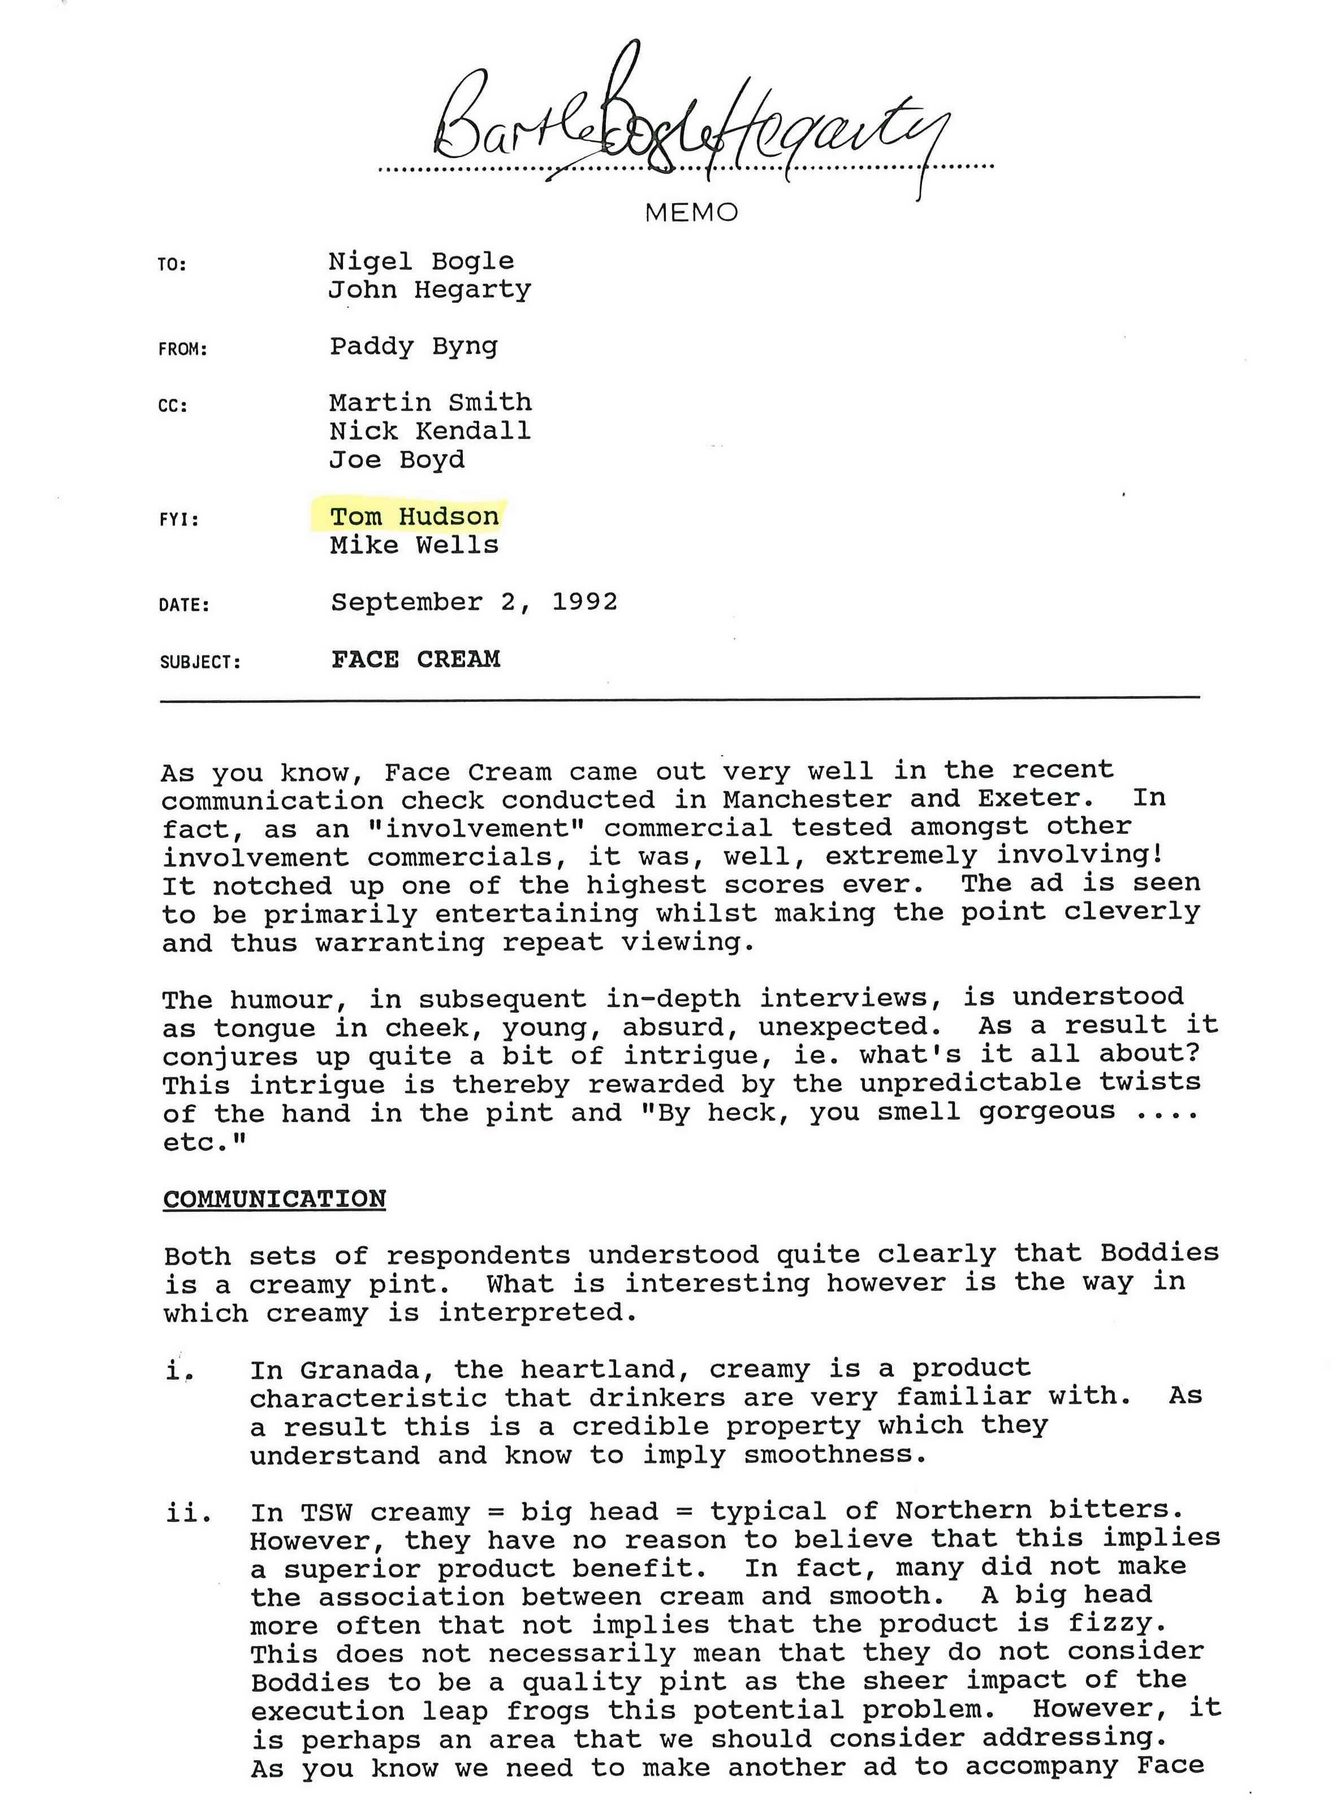 Bartle Bogle Hegarty
MEMO
TO: Nigel Bogle
John Hegarty
FROM: Paddy Byng
CC: Martin Smith
Nick Kendall
Joe Boyd
FYI: Tom Hudson
Mike Wells
DATE: September 2, 1992
SUBJECT: FACE CREAM
As you know, Face Cream came out very well in the recent
communication check conducted in Manchester and Exeter. In
fact, as an "involvement" commercial tested amongst other
involvement commercials, it was, well, extremely involving!
It notched up one of the highest scores ever. The ad is seen
to be primarily entertaining whilst making the point cleverly
and thus warranting repeat viewing.
The humour, in subsequent in-depth interviews, is understood
as tongue in cheek, young, absurd, unexpected. As a result it
conjures up quite a bit of intrigue, ie. what's it all about?
This intrigue is thereby rewarded by the unpredictable twists
of the hand in the pint and "By heck, you smell gorgeous ....
etc."
COMMUNICATION
Both sets of respondents understood quite clearly that Boddies
is a creamy pint. What is interesting however is the way in
which creamy is interpreted.
i. In Granada, the heartland, creamy is a product
characteristic that drinkers are very familiar with. As
a result this is a credible property which they
understand and know to imply smoothness.
ii. In TSW creamy = big head = typical of Northern bitters.
However, they have no reason to believe that this implies
a superior product benefit. In fact, many did not make
the association between cream and smooth. A big head
more often that not implies that the product is fizzy.
This does not necessarily mean that they do not consider
Boddies to be a quality pint as the sheer impact of the
execution leap frogs this potential problem. However, it
is perhaps an area that we should consider addressing.
As you know we need to make another ad to accompany Face